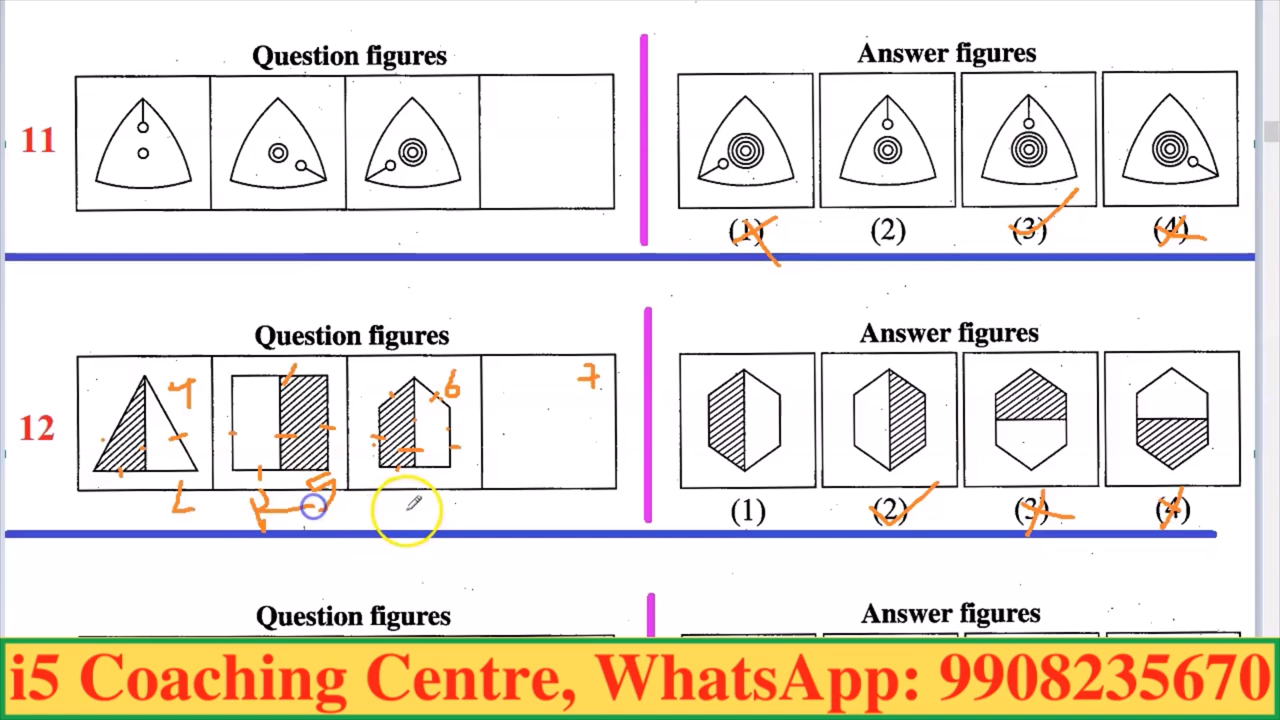 Question figures
Answer figures
11
(1) (2) (3) (4)
Question figures
Answer figures
12
4 6 7
L R 5
(1) (2) (3) (4)
Question figures
Answer figures
i5 Coaching Centre, WhatsApp: 9908235670